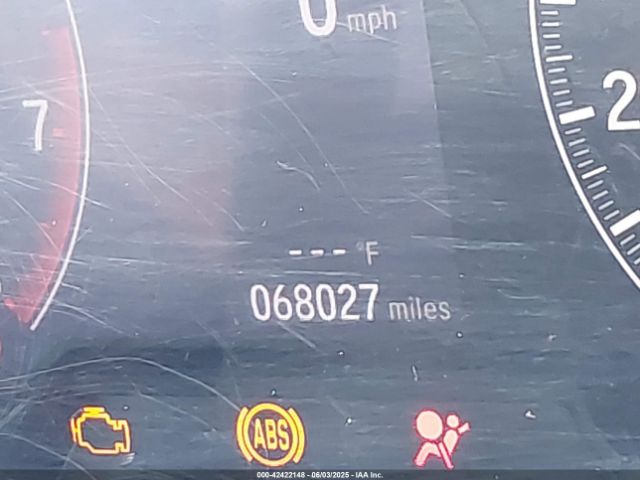 0 mph
7
2
--- °F
068027 miles
ABS
000-42422148 - 06/03/2025 - IAA Inc.